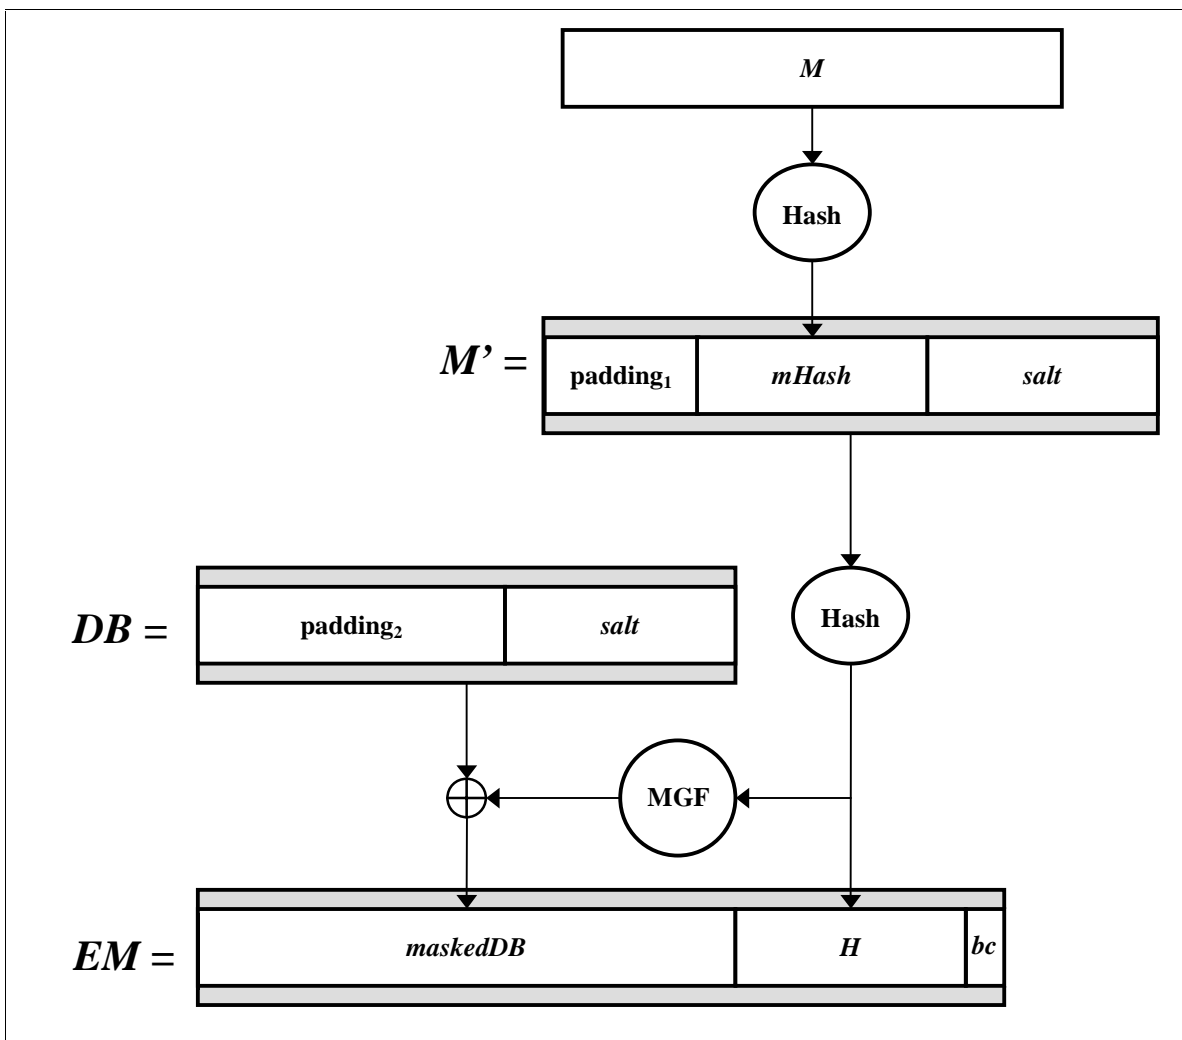 M
Hash
M’ = padding₁ mHash salt
DB = padding₂ salt
Hash
MGF
EM = maskedDB H bc